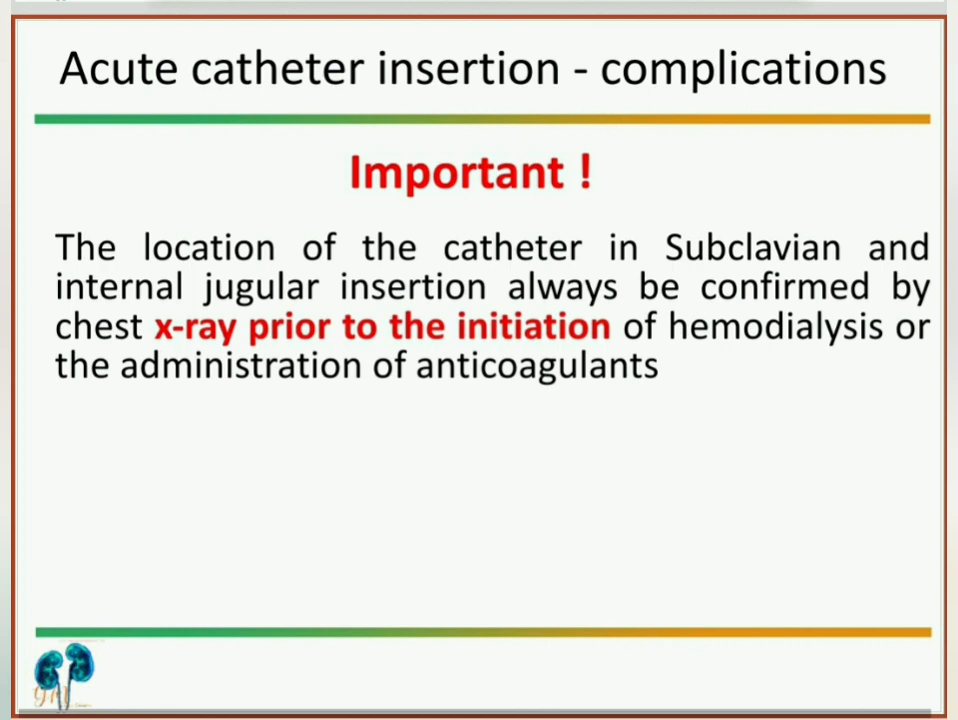 Acute catheter insertion - complications
Important !
The location of the catheter in Subclavian and
internal jugular insertion always be confirmed by
chest x-ray prior to the initiation of hemodialysis or
the administration of anticoagulants